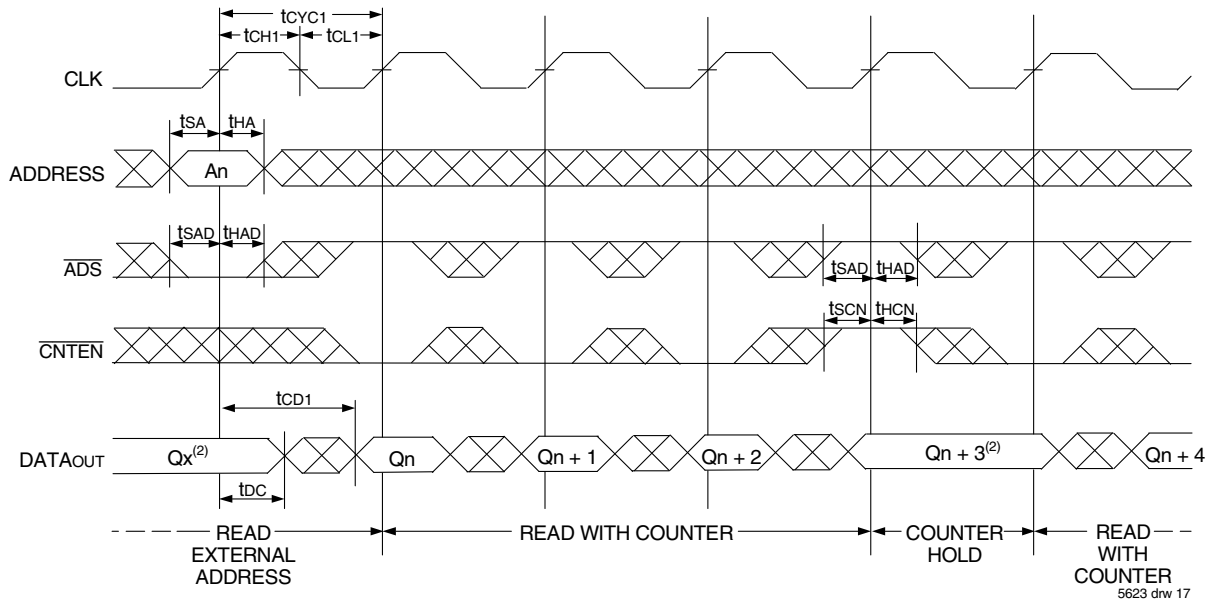 tCYC1
tCH1 tCL1
CLK
tSA tHA
ADDRESS An
tSAD tHAD
ADS
tSAD tHAD
tSCN tHCN
CNTEN
tCD1
DATAOUT Qx(2) Qn Qn + 1 Qn + 2 Qn + 3(2) Qn + 4
tDC
READ EXTERNAL ADDRESS
READ WITH COUNTER
COUNTER HOLD
READ WITH COUNTER
5623 drw 17